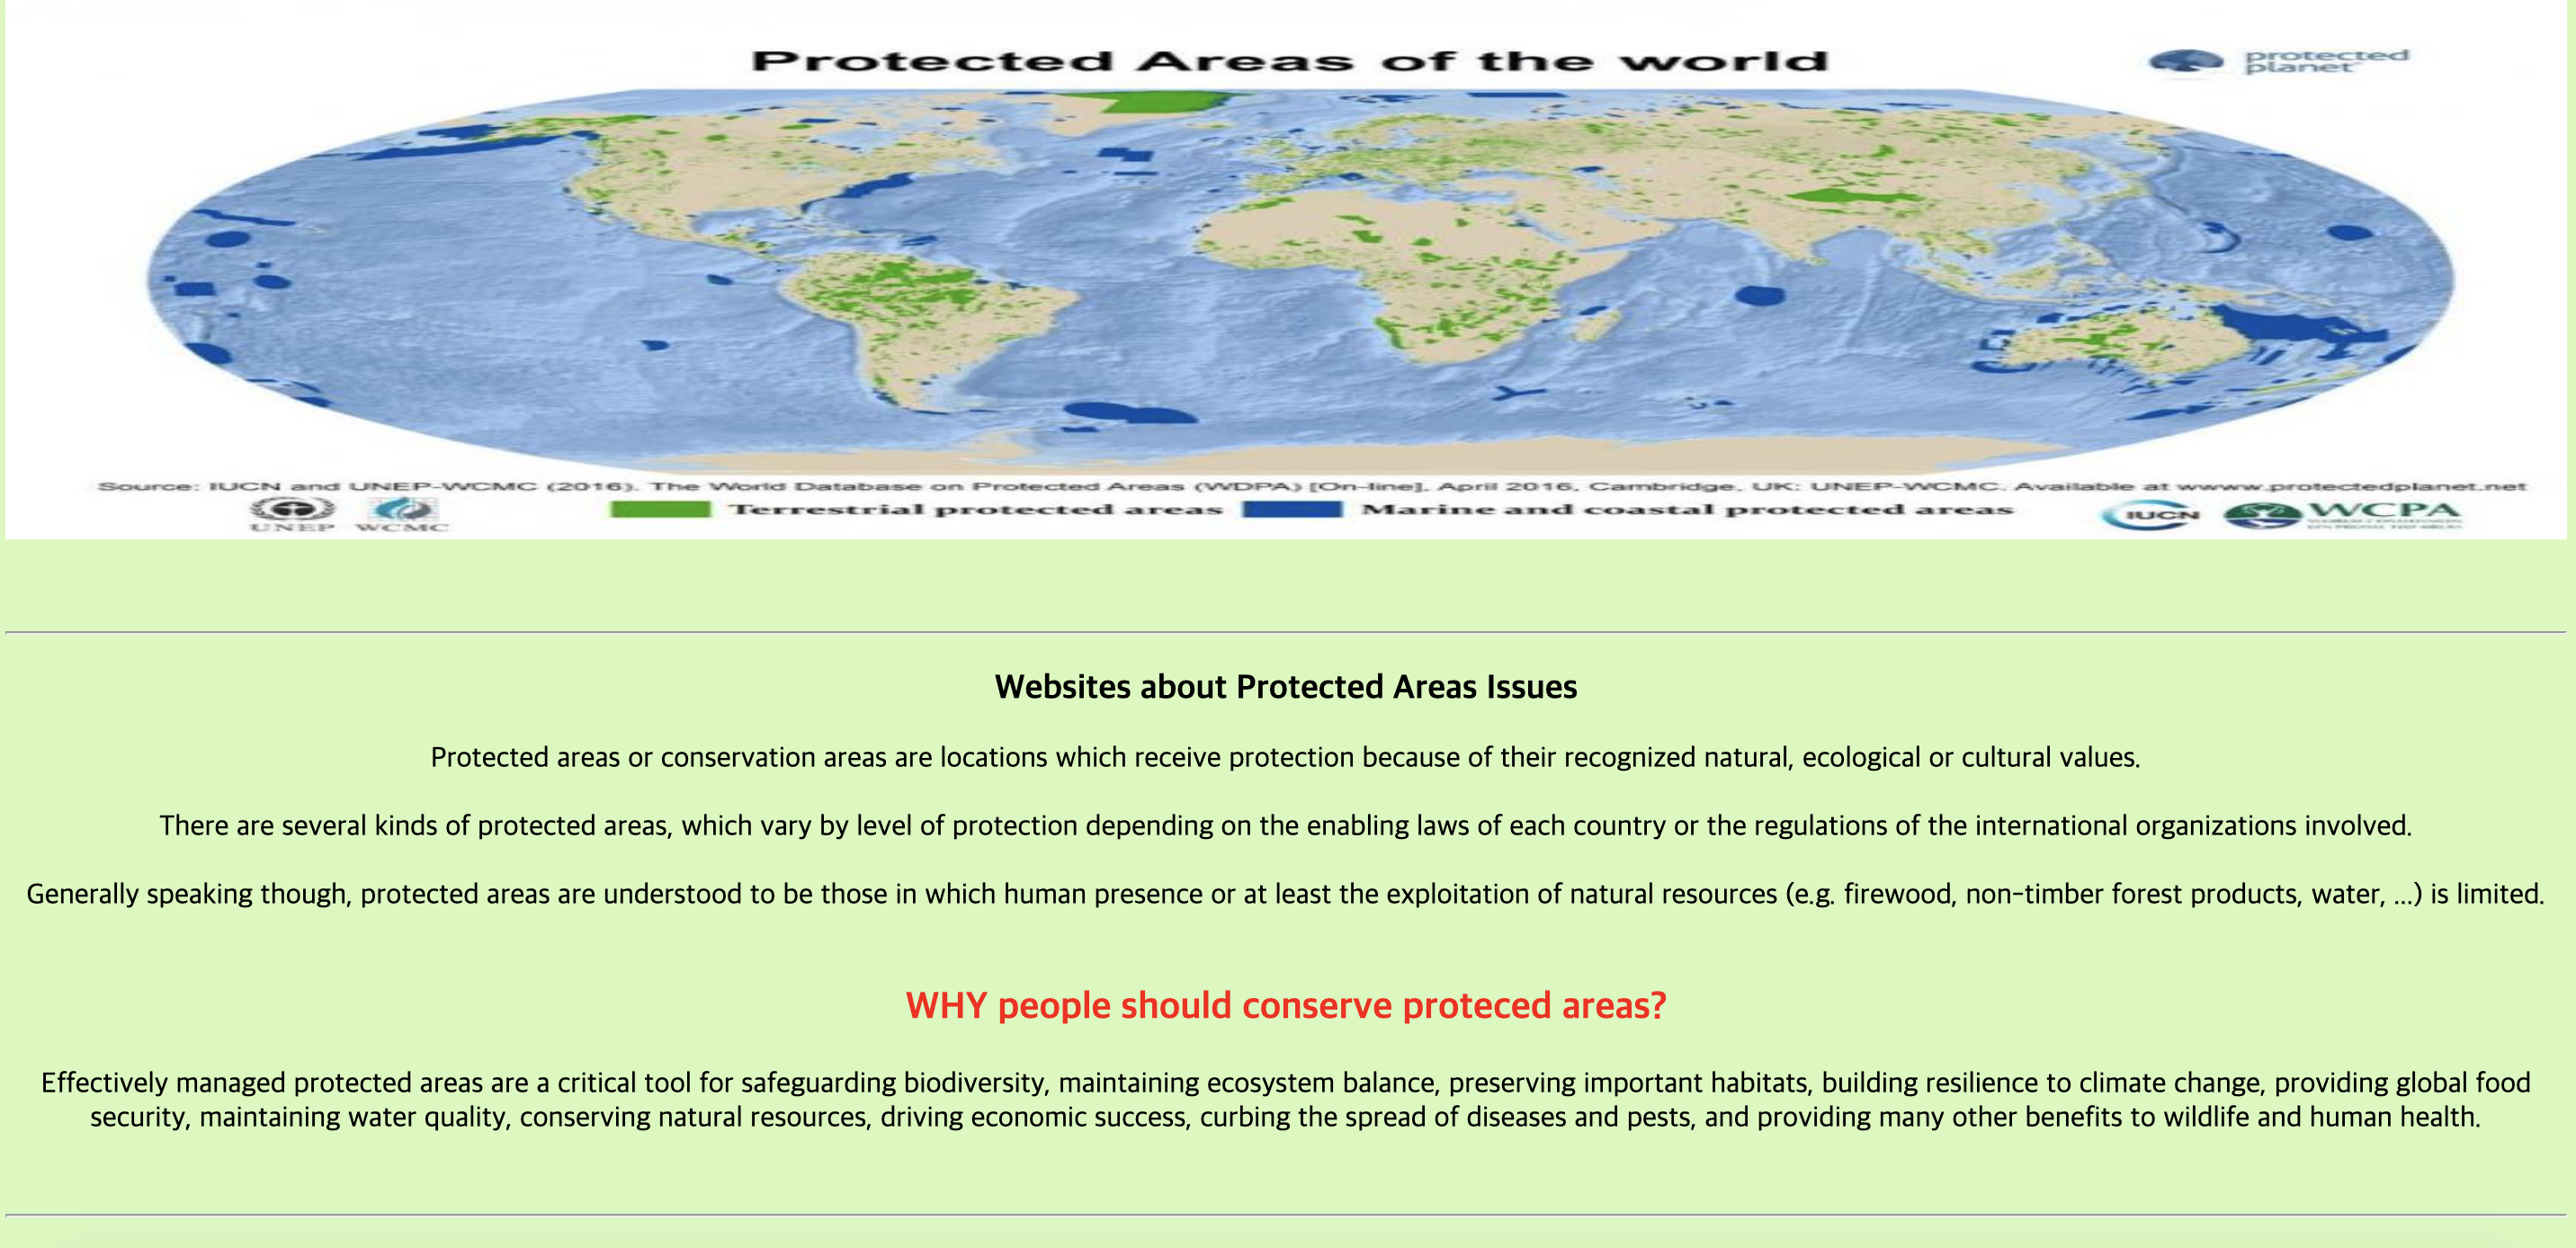 Protected Areas of the world
protected
planet
Source: IUCN and UNEP-WCMC (2016). The World Database on Protected Areas (WDPA) [On-line]. April 2016, Cambridge, UK: UNEP-WCMC. Available at wwww.protectedplanet.net
UNEP WCMC
Terrestrial protected areas
Marine and coastal protected areas
IUCN
WCPA
Websites about Protected Areas Issues
Protected areas or conservation areas are locations which receive protection because of their recognized natural, ecological or cultural values.
There are several kinds of protected areas, which vary by level of protection depending on the enabling laws of each country or the regulations of the international organizations involved.
Generally speaking though, protected areas are understood to be those in which human presence or at least the exploitation of natural resources (e.g. firewood, non-timber forest products, water, ...) is limited.
WHY people should conserve proteced areas?
Effectively managed protected areas are a critical tool for safeguarding biodiversity, maintaining ecosystem balance, preserving important habitats, building resilience to climate change, providing global food
security, maintaining water quality, conserving natural resources, driving economic success, curbing the spread of diseases and pests, and providing many other benefits to wildlife and human health.